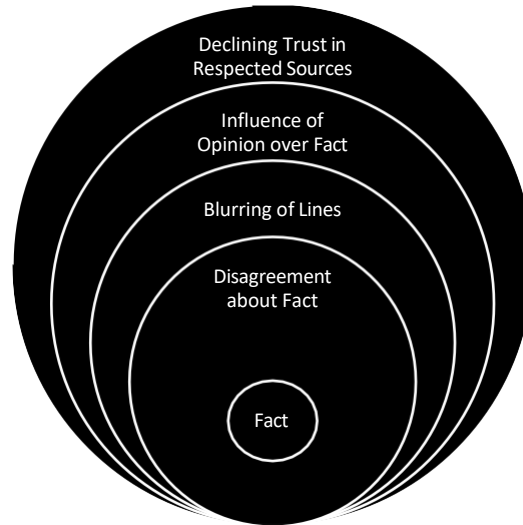 Declining Trust in
Respected Sources
Influence of
Opinion over Fact
Blurring of Lines
Disagreement
about Fact
Fact